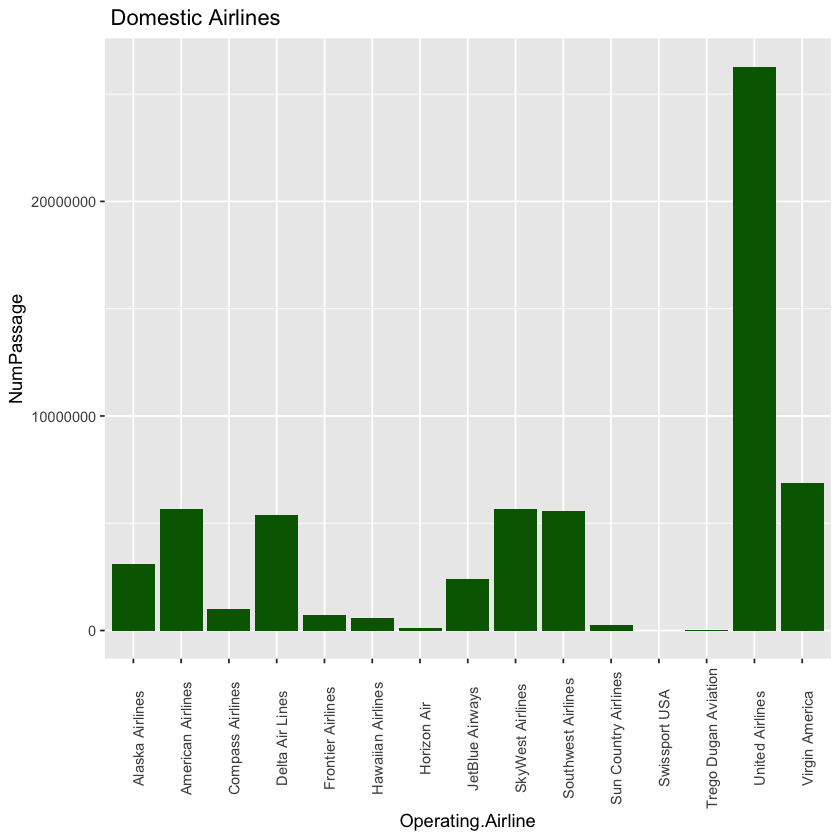 Domestic Airlines
NumPassage
20000000
10000000
0
Alaska Airlines
American Airlines
Compass Airlines
Delta Air Lines
Frontier Airlines
Hawaiian Airlines
Horizon Air
JetBlue Airways
SkyWest Airlines
Southwest Airlines
Sun Country Airlines
Swissport USA
Trego Dugan Aviation
United Airlines
Virgin America
Operating.Airline